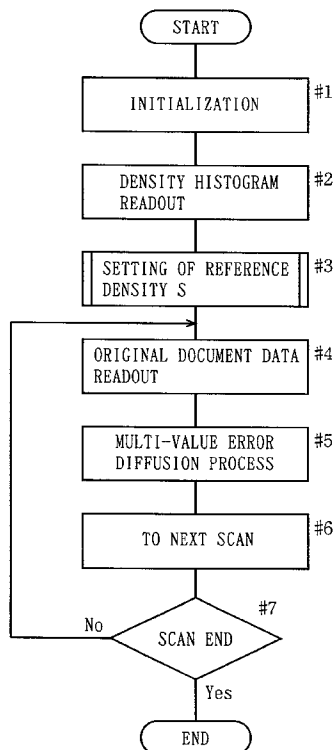 START
#1
INITIALIZATION
#2
DENSITY HISTOGRAM
READOUT
#3
SETTING OF REFERENCE
DENSITY S
#4
ORIGINAL DOCUMENT DATA
READOUT
#5
MULTI-VALUE ERROR
DIFFUSION PROCESS
#6
TO NEXT SCAN
#7
No
SCAN END
Yes
END